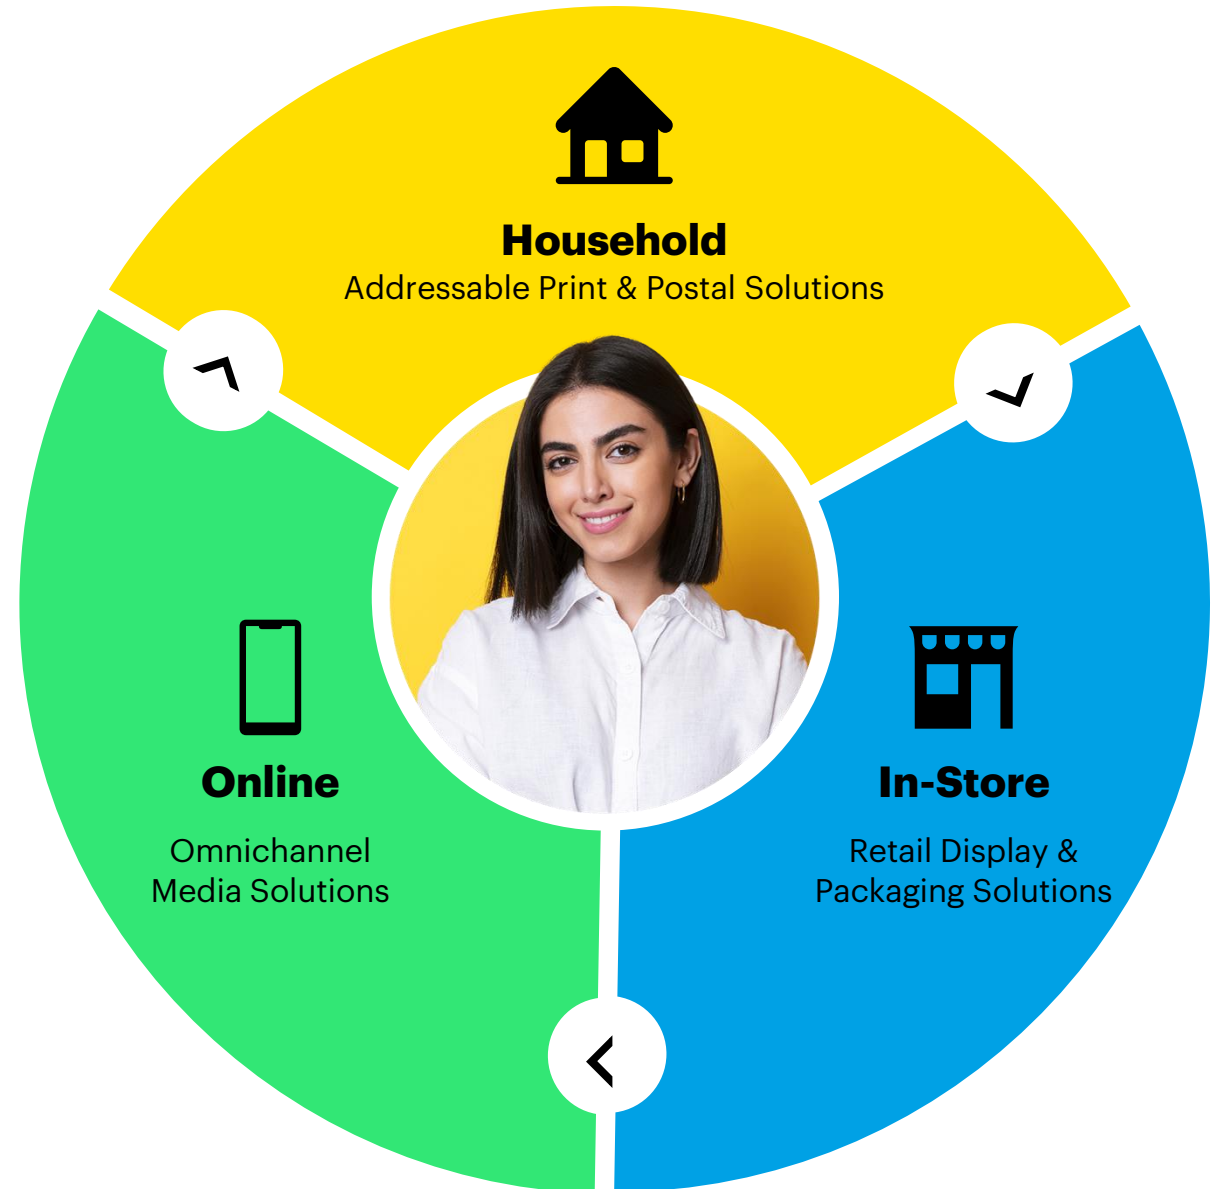 Household
Addressable Print & Postal Solutions
Online
Omnichannel
Media Solutions
In-Store
Retail Display &
Packaging Solutions